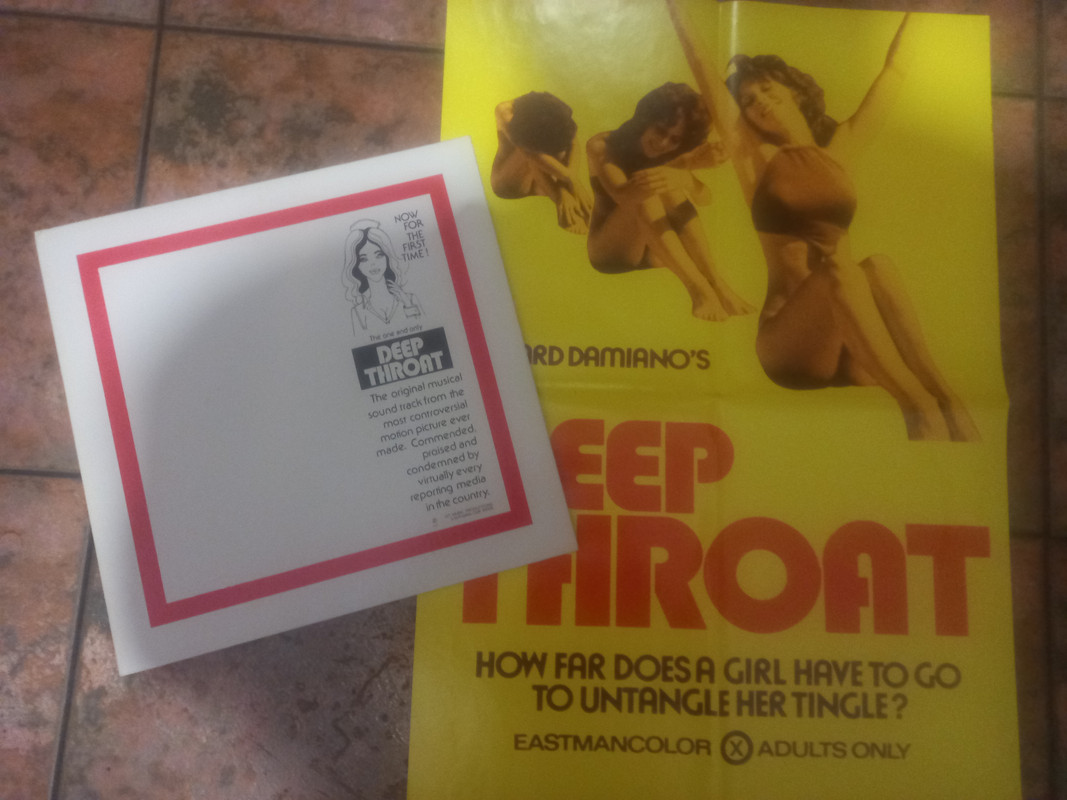 NOW
FOR
THE
FIRST
TIME!
The one and only
DEEP
THROAT
The original musical
sound track from the
most controversial
motion picture ever
made. Commended,
praised and
condemned by
virtually every
reporting media
in the country.
ARD DAMIANO'S
EEP
THROAT
HOW FAR DOES A GIRL HAVE TO GO
TO UNTANGLE HER TINGLE?
EASTMANCOLOR X ADULTS ONLY